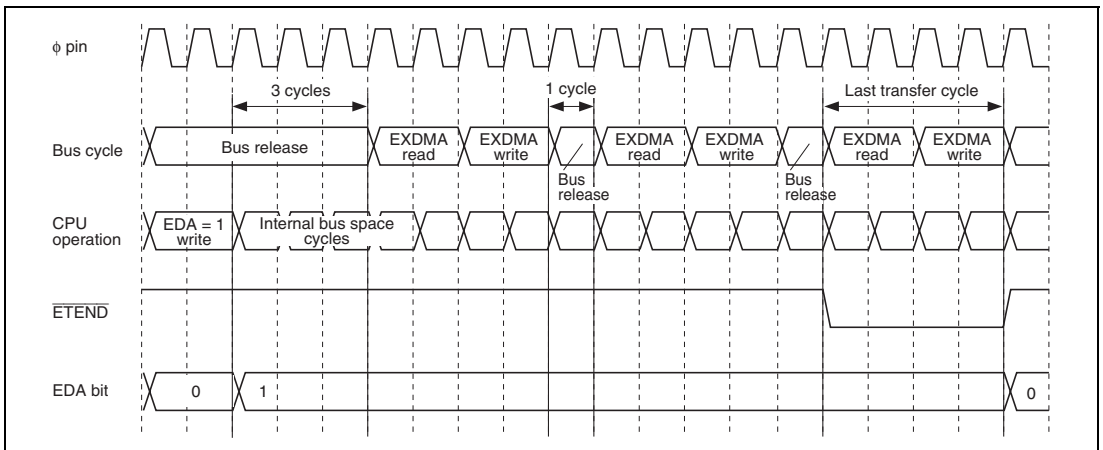 φ pin
3 cycles
1 cycle
Last transfer cycle
Bus cycle
Bus release
EXDMA read
EXDMA write
Bus release
EXDMA read
EXDMA write
Bus release
EXDMA read
EXDMA write
CPU operation
EDA = 1 write
Internal bus space cycles
ETEND
EDA bit
0
1
0